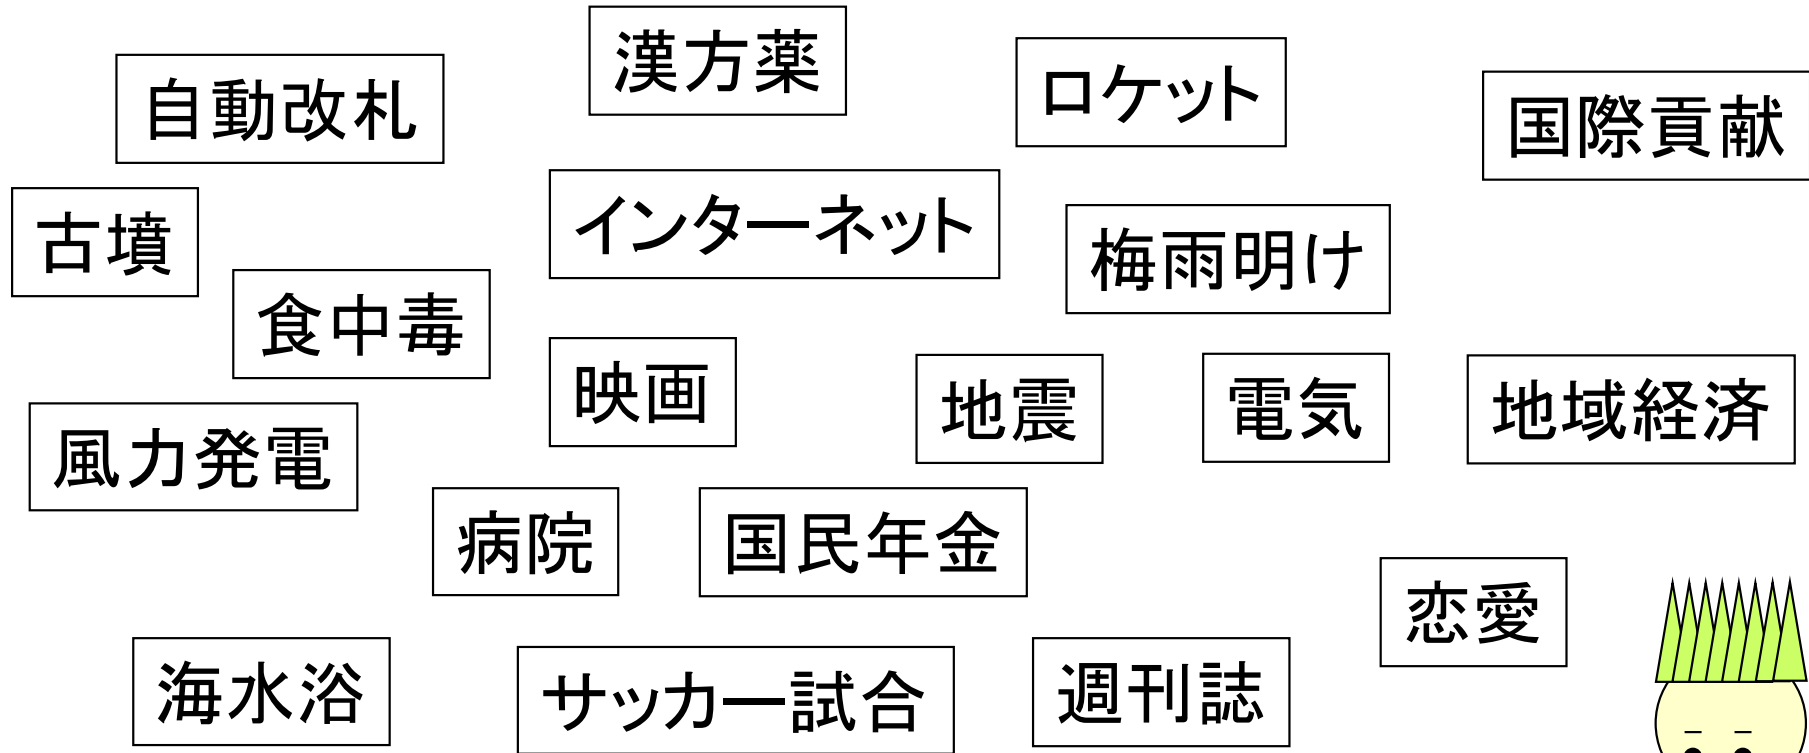 漢方薬
ロケット
自動改札
国際貢献
インターネット
古墳
梅雨明け
食中毒
映画
地震
電気
地域経済
風力発電
病院
国民年金
恋愛
海水浴
サッカー試合
週刊誌